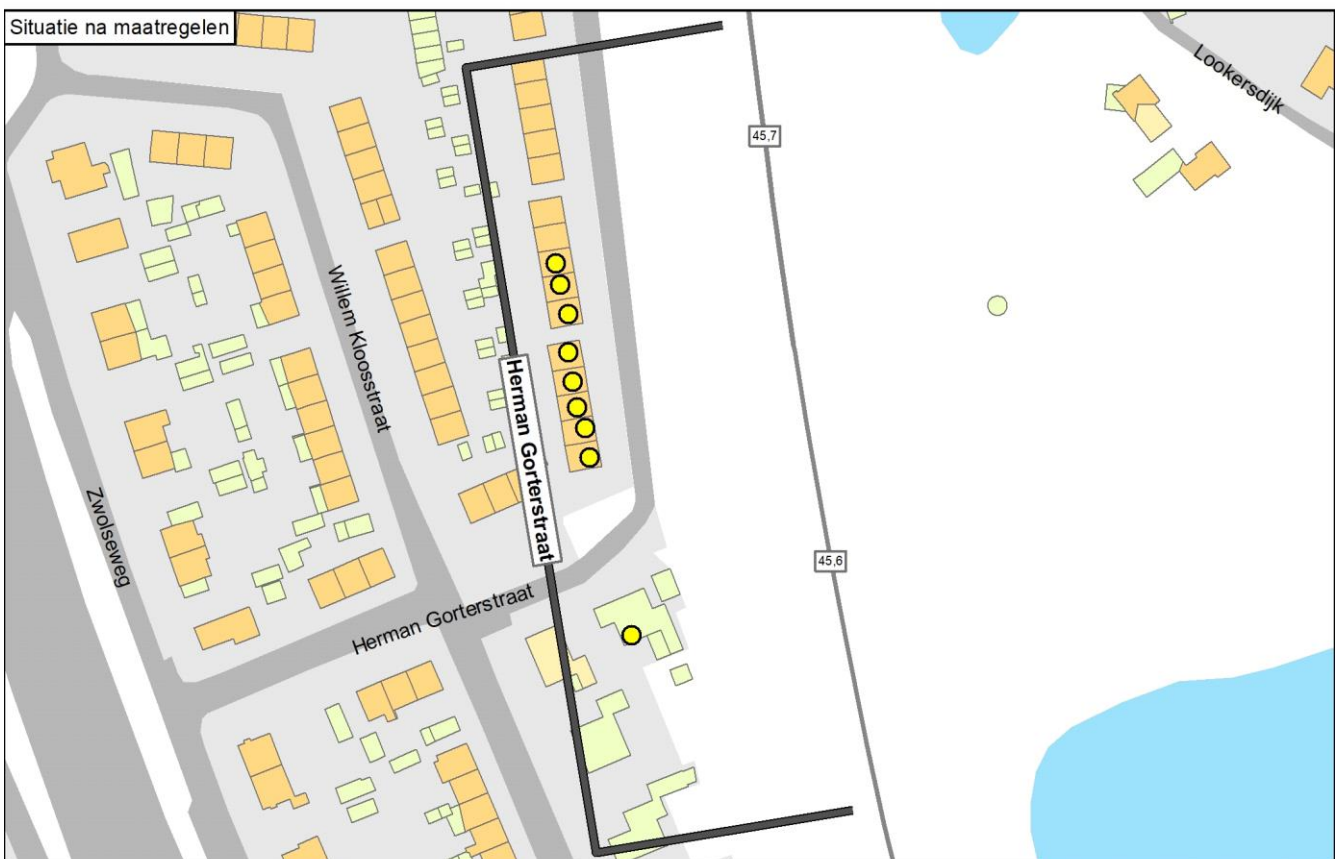 Situatie na maatregelen
Lookersdijk
45,7
Willem Kloosstraat
Herman Gorterstraat
Zwolseweg
45,6
Herman Gorterstraat